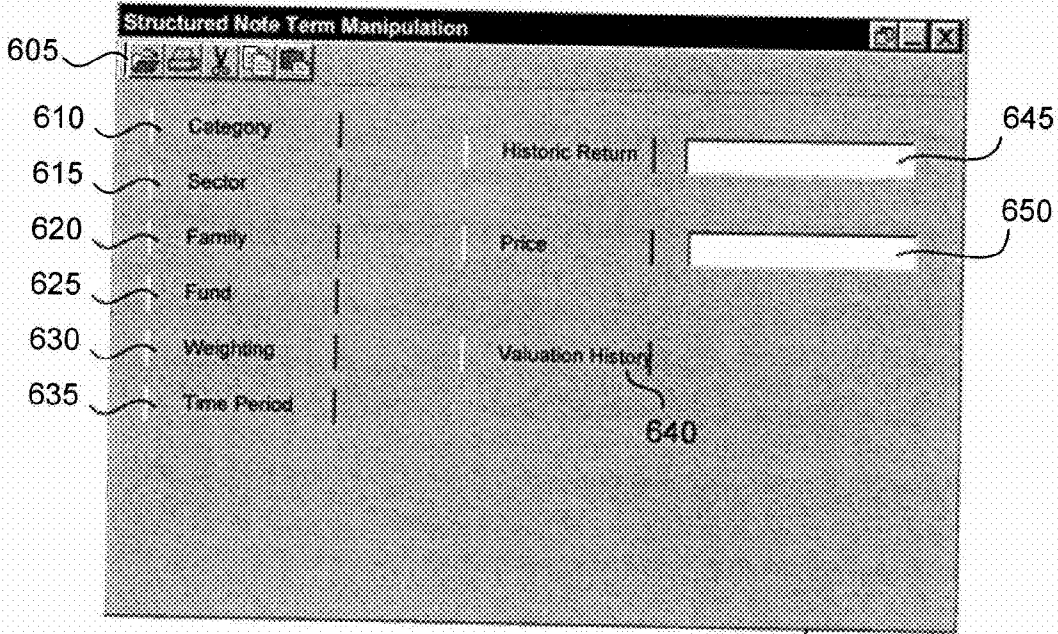 Structured Note Term Manipulation
605
610 Category
Historic Return 645
615 Sector
620 Family
Price 650
625 Fund
630 Weighting
Valuation History
635 Time Period
640